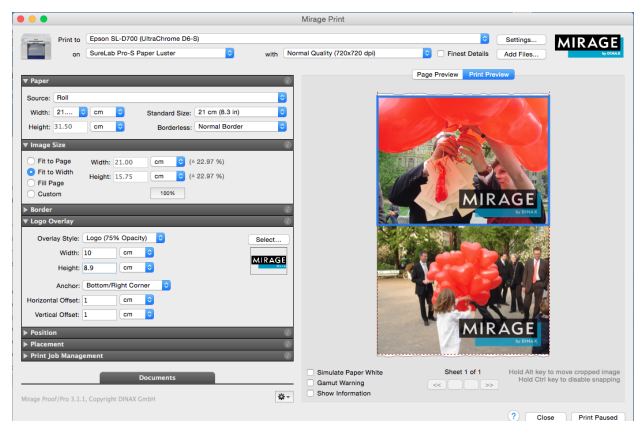 Mirage Print
Print to Epson SL-D700 (UltraChrome D6-S) Settings...
on SureLab Pro-S Paper Luster with Normal Quality (720x720 dpi) Finest Details Add Files...
MIRAGE
by DINAX
Page Preview Print Preview
Paper
Source: Roll
Width: 21.... cm Standard Size: 21 cm (8.3 in)
Height: 31.50 cm Borderless: Normal Border
Image Size
Fit to Page Width: 21.00 cm (± 22.97 %)
Fit to Width Height: 15.75 cm (± 22.97 %)
Fill Page
Custom 100%
Border
Logo Overlay
Overlay Style: Logo (75% Opacity) Select...
Width: 10 cm
MIRAGE
Height: 8.9 cm
Anchor: Bottom/Right Corner
Horizontal Offset: 1 cm
Vertical Offset: 1 cm
Position
Placement
Print Job Management
Documents
Mirage Proof/Pro 3.1.1, Copyright DINAX GmbH
MIRAGE
by DINAX
MIRAGE
by DINAX
Simulate Paper White Sheet 1 of 1 Hold Alt key to move cropped image
Gamut Warning << >> Hold Ctrl key to disable snapping
Show Information
? Close Print Paused